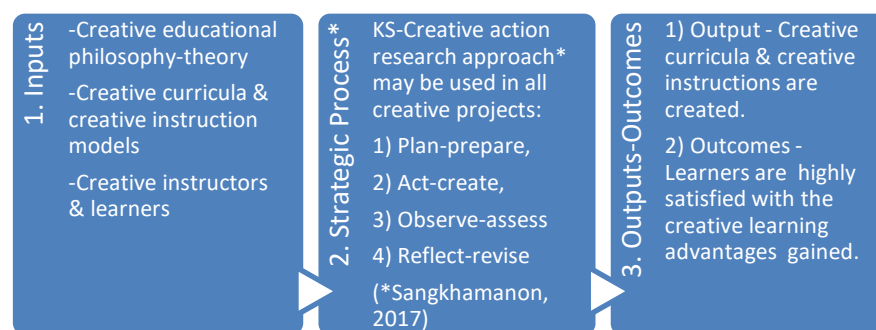 1. Inputs
-Creative educational
philosophy-theory
-Creative curricula &
creative instruction
models
-Creative instructors
& learners
2. Strategic Process*
KS-Creative action
research approach*
may be used in all
creative projects:
1) Plan-prepare,
2) Act-create,
3) Observe-assess
4) Reflect-revise
(*Sangkhamanon,
2017)
3. Outputs-Outcomes
1) Output - Creative
curricula & creative
instructions are
created.
2) Outcomes -
Learners are highly
satisfied with the
creative learning
advantages gained.